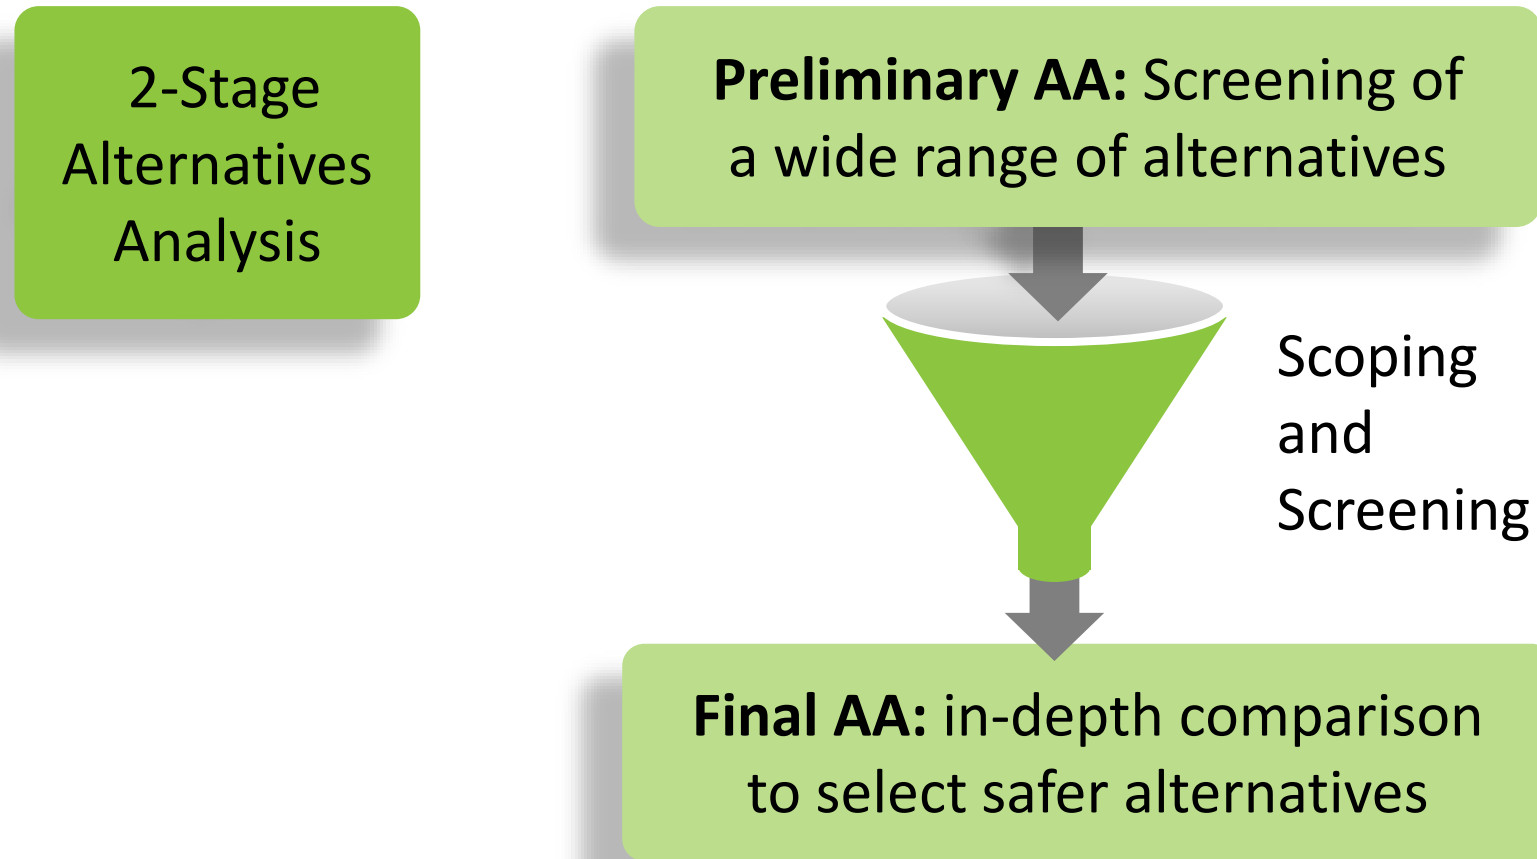 2-Stage
Alternatives
Analysis
Preliminary AA: Screening of
a wide range of alternatives
Scoping
and
Screening
Final AA: in-depth comparison
to select safer alternatives